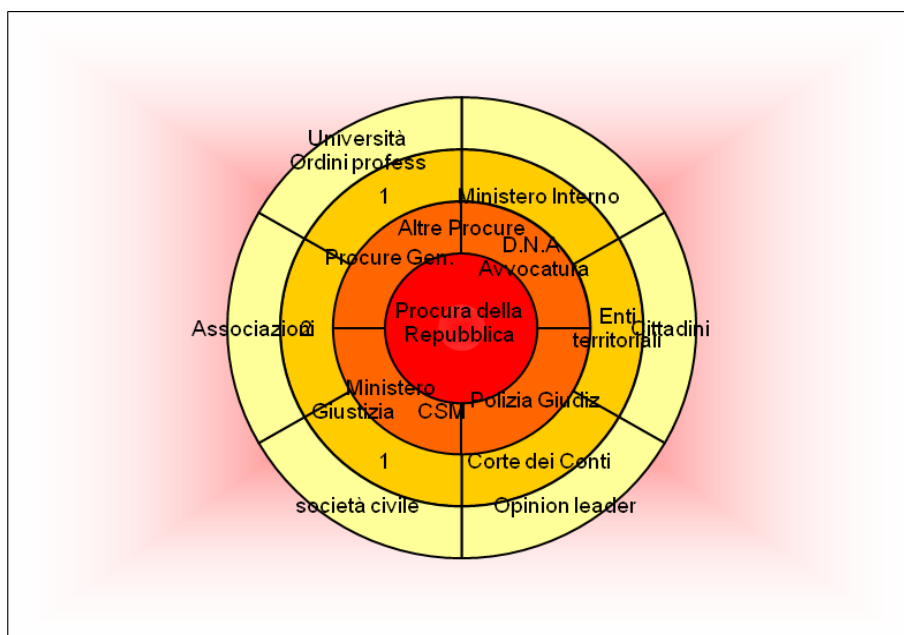 Università
Ordini profess
1
Ministero Interno
Altre Procure
Procure Gen.
D.N.A.
Avvocatura
Procura della
Repubblica
Associazioni
2
Enti
territoriali
Cittadini
Ministero
Giustizia
CSM
Polizia Giudiz
1
Corte dei Conti
società civile
Opinion leader